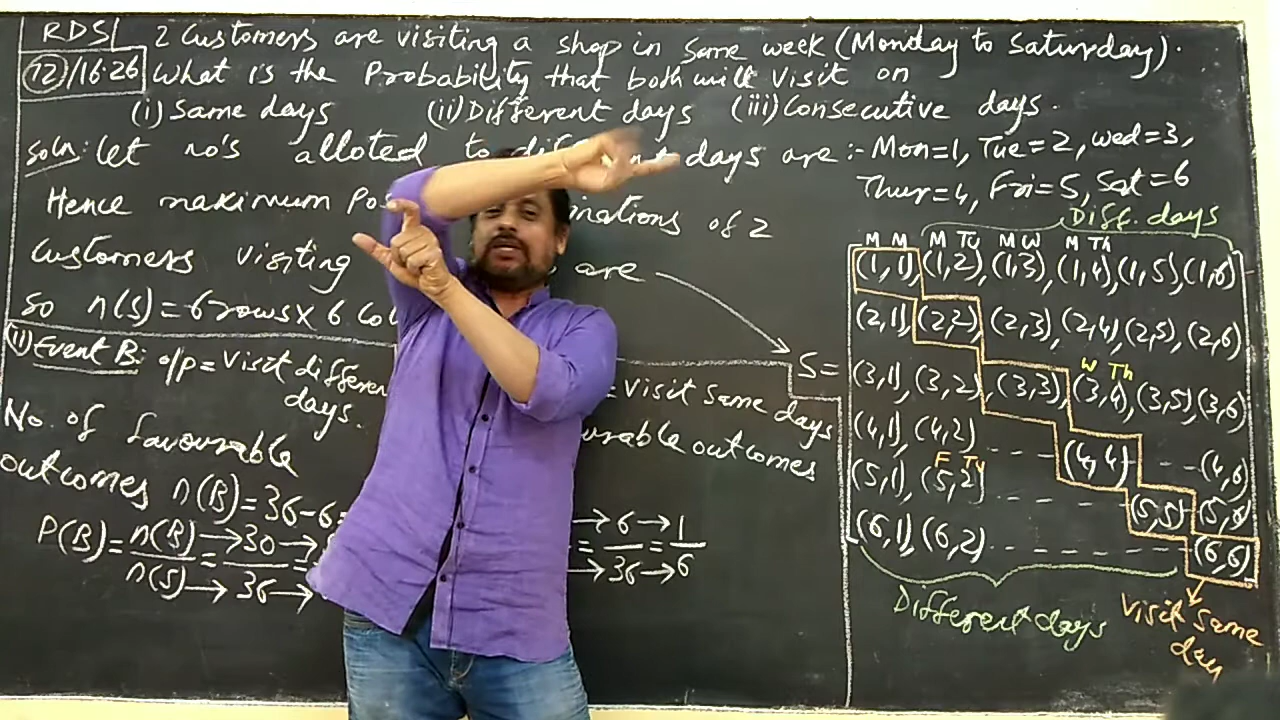 RDS 2 Customers are visiting a shop in same week (Monday to Saturday).
12/16.26 What is the Probability that both will visit on
(i) Same days (ii) Different days (iii) Consecutive days.
Soln: let no's alloted to days are :- Mon=1, Tue=2, wed=3,
Thur=4, Fri=5, Sat=6
Hence maximum of 2
Customers visiting are
so n(S) = 6 rows x 6
Diff. days
M M M Tu M W M Th
(1,1) (1,2), (1,3), (1,4), (1,5), (1,6)
(2,1), (2,2), (2,3), (2,4), (2,5), (2,6)
W Th
S= (3,1), (3,2), (3,3), (3,4), (3,5), (3,6)
(4,1), (4,2) - - - - (4,4) - - - (4,6)
F Tu
(5,1), (5,2) - - - - (5,5)
(6,1), (6,2) - - - - - - - (6,6)
Different days
Visit same
day
(ii) Event B: o/p = Visit
days.
No. of favourable
outcomes n(B) = 36-6
P(B) = n(B) → 30 →
n(S) → 36 →
= Visit same days
outcomes
→ 6 → 1
→ 36 → 6